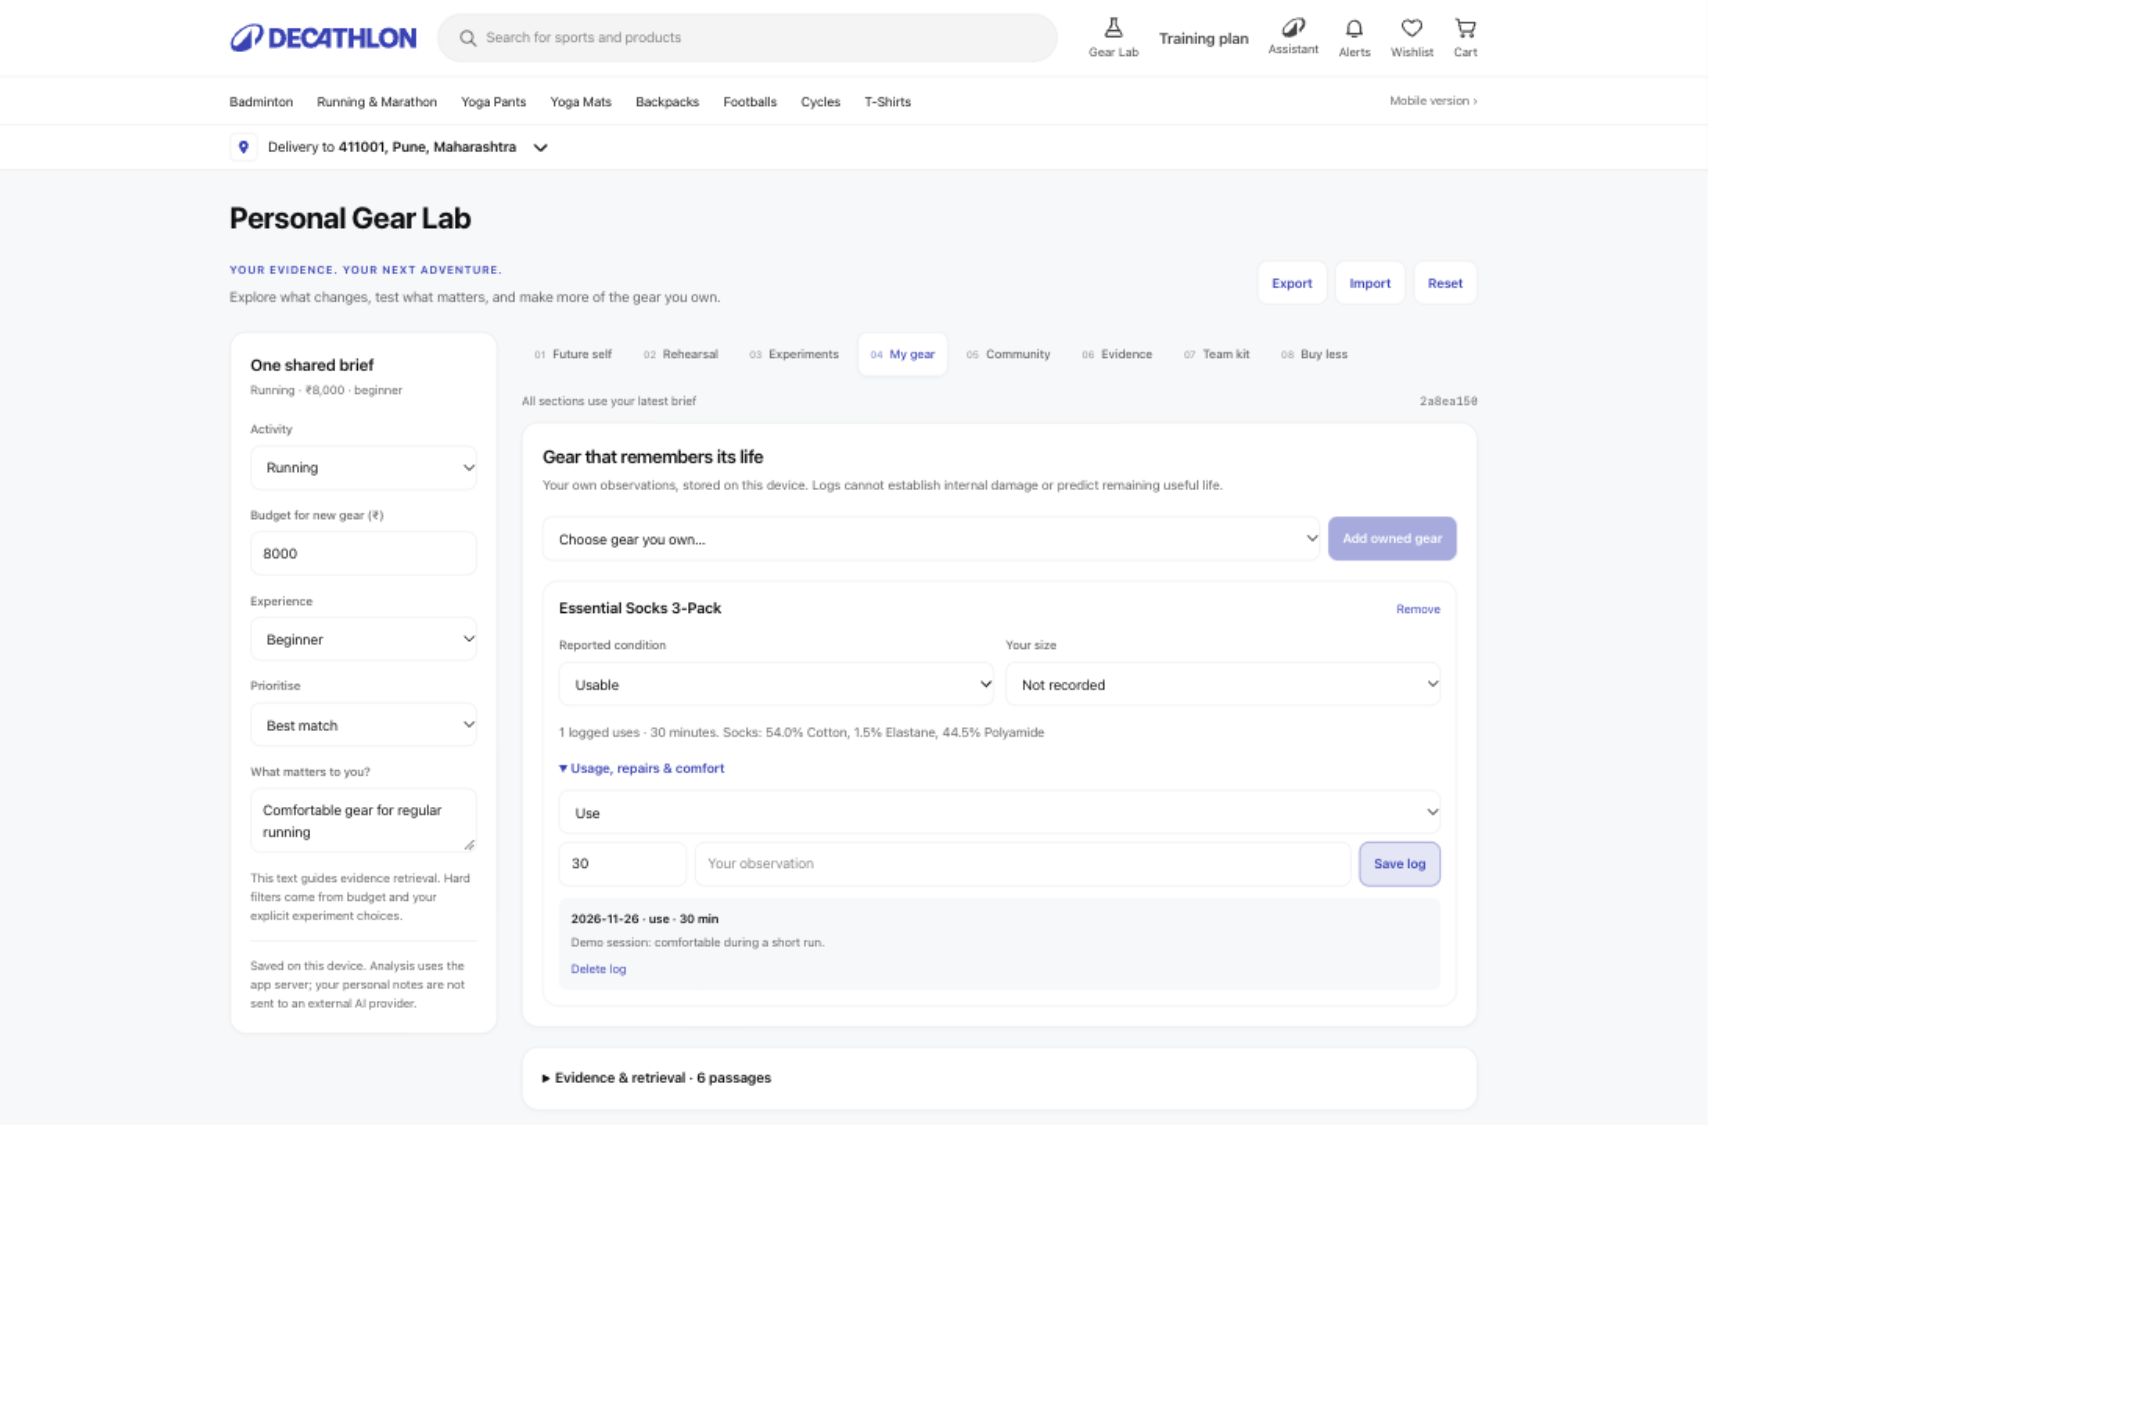 DECATHLON
Search for sports and products
Gear Lab
Training plan
Assistant
Alerts
Wishlist
Cart
Badminton
Running & Marathon
Yoga Pants
Yoga Mats
Backpacks
Footballs
Cycles
T-Shirts
Mobile version ›
Delivery to 411001, Pune, Maharashtra
Personal Gear Lab
YOUR EVIDENCE. YOUR NEXT ADVENTURE.
Explore what changes, test what matters, and make more of the gear you own.
Export
Import
Reset
One shared brief
Running · ₹8,000 · beginner
Activity
Running
Budget for new gear (₹)
8000
Experience
Beginner
Prioritise
Best match
What matters to you?
Comfortable gear for regular
running
This text guides evidence retrieval. Hard
filters come from budget and your
explicit experiment choices.
Saved on this device. Analysis uses the
app server; your personal notes are not
sent to an external AI provider.
01 Future self
02 Rehearsal
03 Experiments
04 My gear
05 Community
06 Evidence
07 Team kit
08 Buy less
All sections use your latest brief
2a8ea150
Gear that remembers its life
Your own observations, stored on this device. Logs cannot establish internal damage or predict remaining useful life.
Choose gear you own...
Add owned gear
Essential Socks 3-Pack
Remove
Reported condition
Your size
Usable
Not recorded
1 logged uses · 30 minutes. Socks: 54.0% Cotton, 1.5% Elastane, 44.5% Polyamide
▼ Usage, repairs & comfort
Use
30
Your observation
Save log
2026-11-26 · use · 30 min
Demo session: comfortable during a short run.
Delete log
▶ Evidence & retrieval · 6 passages